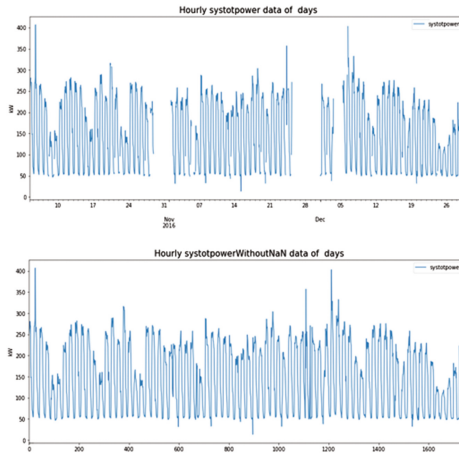 Hourly systotpower data of days
systotpower
400
350
300
250
200
150
100
50
0
kW
10 17 24 31 07 14 21 28 05 12 19 26
Nov Dec
2016
Hourly systotpowerWithoutNaN data of days
systotpower
400
350
300
250
200
150
100
50
0
kW
0 200 400 600 800 1000 1200 1400 1600